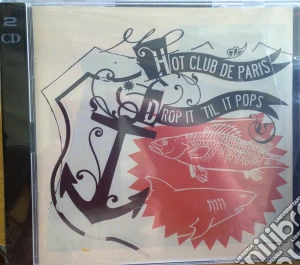 2
CD
HOT CLUB DE PARIS
DROP IT 'TIL IT POPS